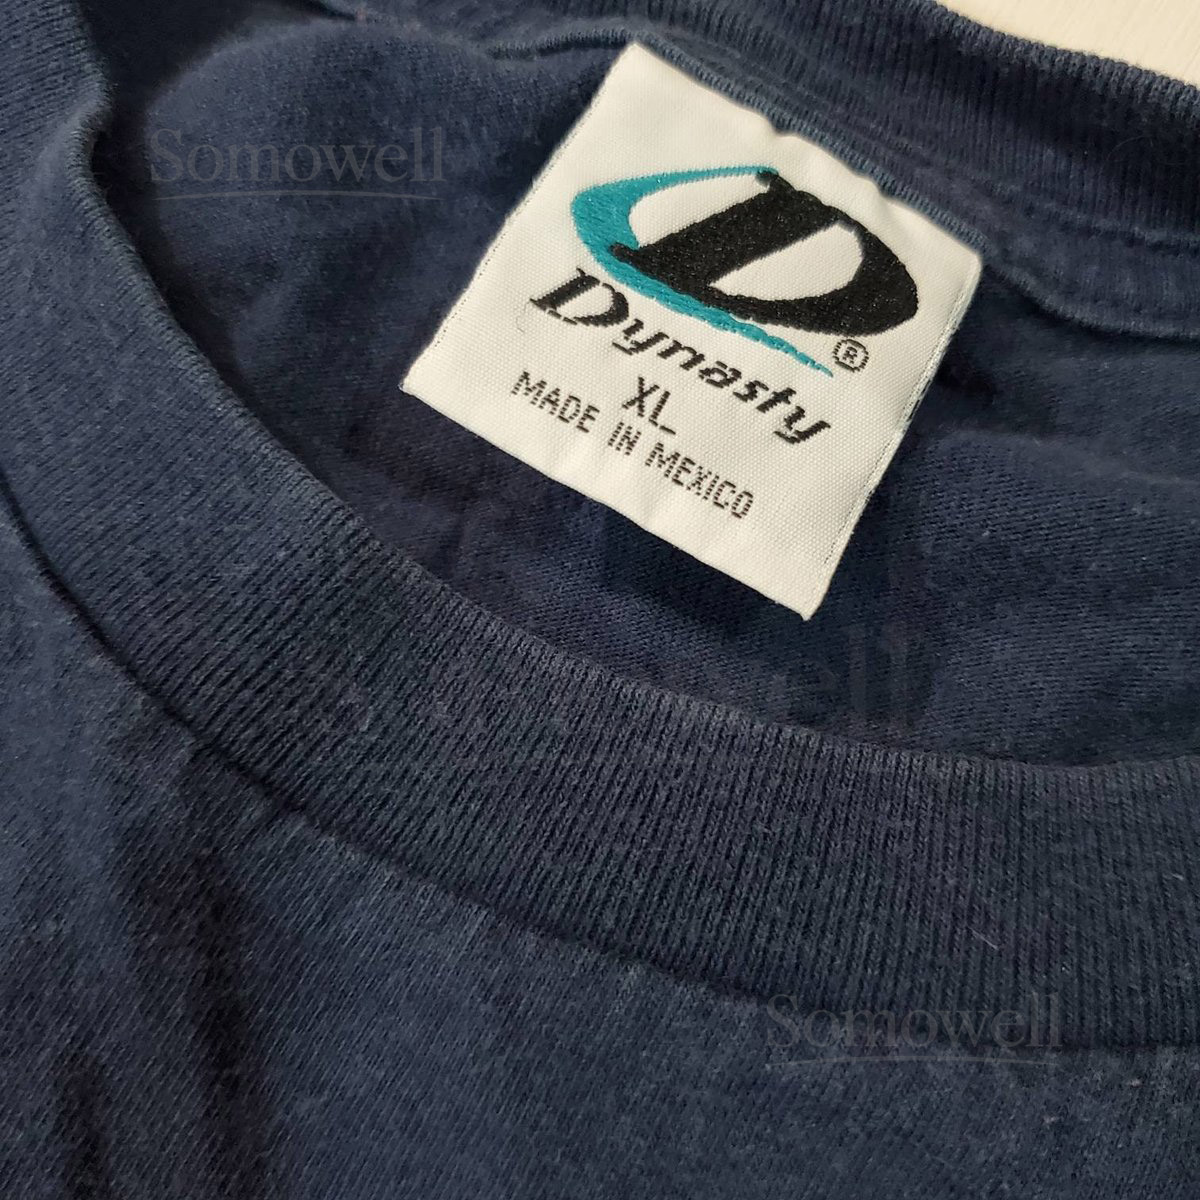 Somowell
D
®
Dynasty
XL
MADE IN MEXICO
Somowell